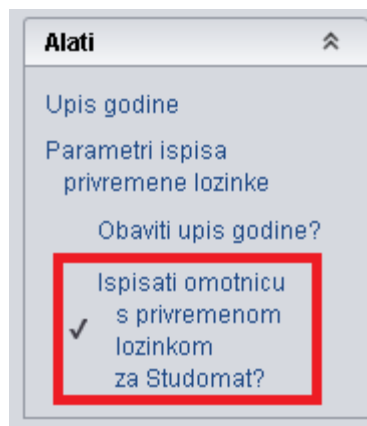 Alati
Upis godine
Parametri ispisa
privremene lozinke
Obaviti upis godine?
Ispisati omotnicu
s privremenom
lozinkom
za Studomat?